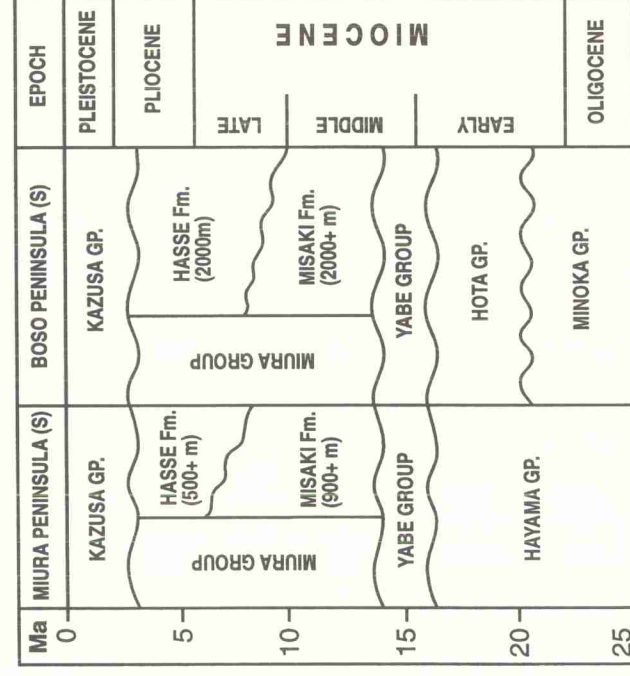 Ma
MIURA PENINSULA (S)
BOSO PENINSULA (S)
EPOCH
0
5
10
15
20
25
KAZUSA GP.
MIURA GROUP
HASSE Fm.
(500+ m)
MISAKI Fm.
(900+ m)
YABE GROUP
HAYAMA GP.
KAZUSA GP.
MIURA GROUP
HASSE Fm.
(2000m)
MISAKI Fm.
(2000+ m)
YABE GROUP
HOTA GP.
MINOKA GP.
PLEISTOCENE
PLIOCENE
LATE
MIDDLE
EARLY
MIOCENE
OLIGOCENE